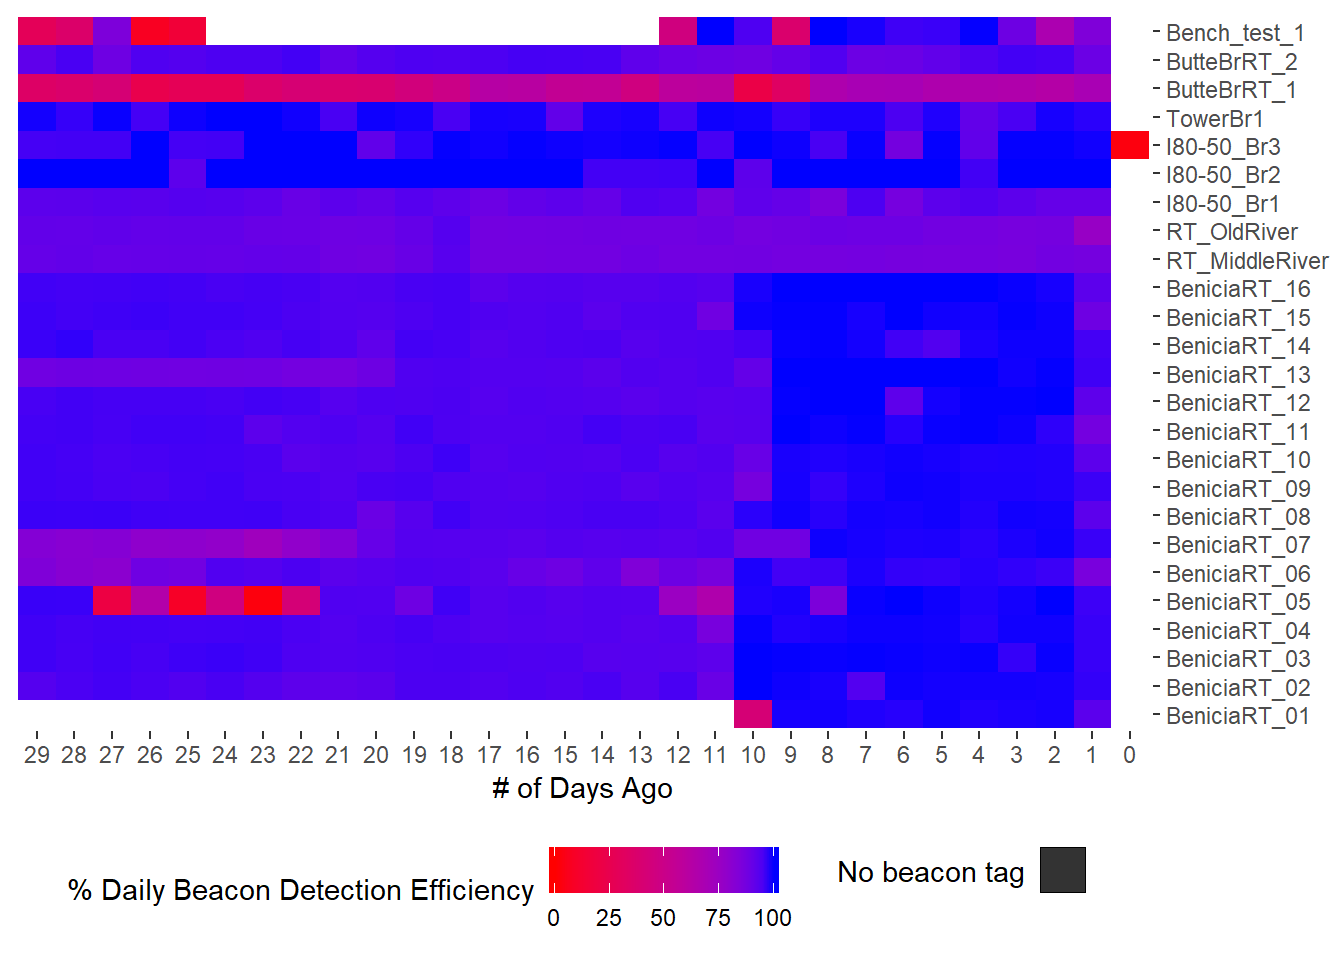 Bench_test_1
ButteBrRT_2
ButteBrRT_1
TowerBr1
I80-50_Br3
I80-50_Br2
I80-50_Br1
RT_OldRiver
RT_MiddleRiver
BeniciaRT_16
BeniciaRT_15
BeniciaRT_14
BeniciaRT_13
BeniciaRT_12
BeniciaRT_11
BeniciaRT_10
BeniciaRT_09
BeniciaRT_08
BeniciaRT_07
BeniciaRT_06
BeniciaRT_05
BeniciaRT_04
BeniciaRT_03
BeniciaRT_02
BeniciaRT_01
29 28 27 26 25 24 23 22 21 20 19 18 17 16 15 14 13 12 11 10 9 8 7 6 5 4 3 2 1 0
# of Days Ago
% Daily Beacon Detection Efficiency
0 25 50 75 100
No beacon tag